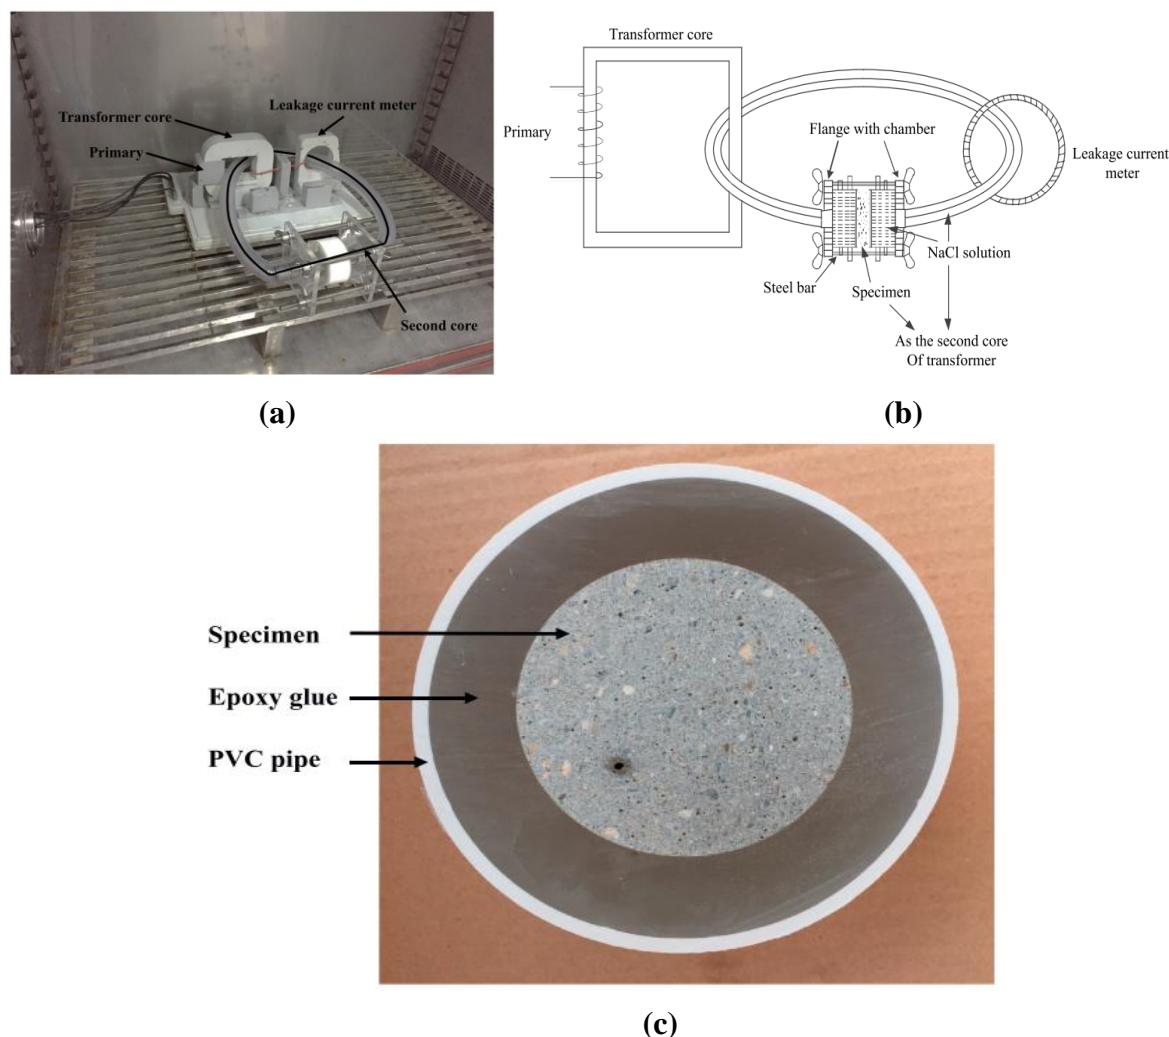 Transformer core
Leakage current meter
Primary
Second core
(a)
Transformer core
Primary
Flange with chamber
Leakage current
meter
NaCl solution
Steel bar
Specimen
As the second core
Of transformer
(b)
Specimen
Epoxy glue
PVC pipe
(c)